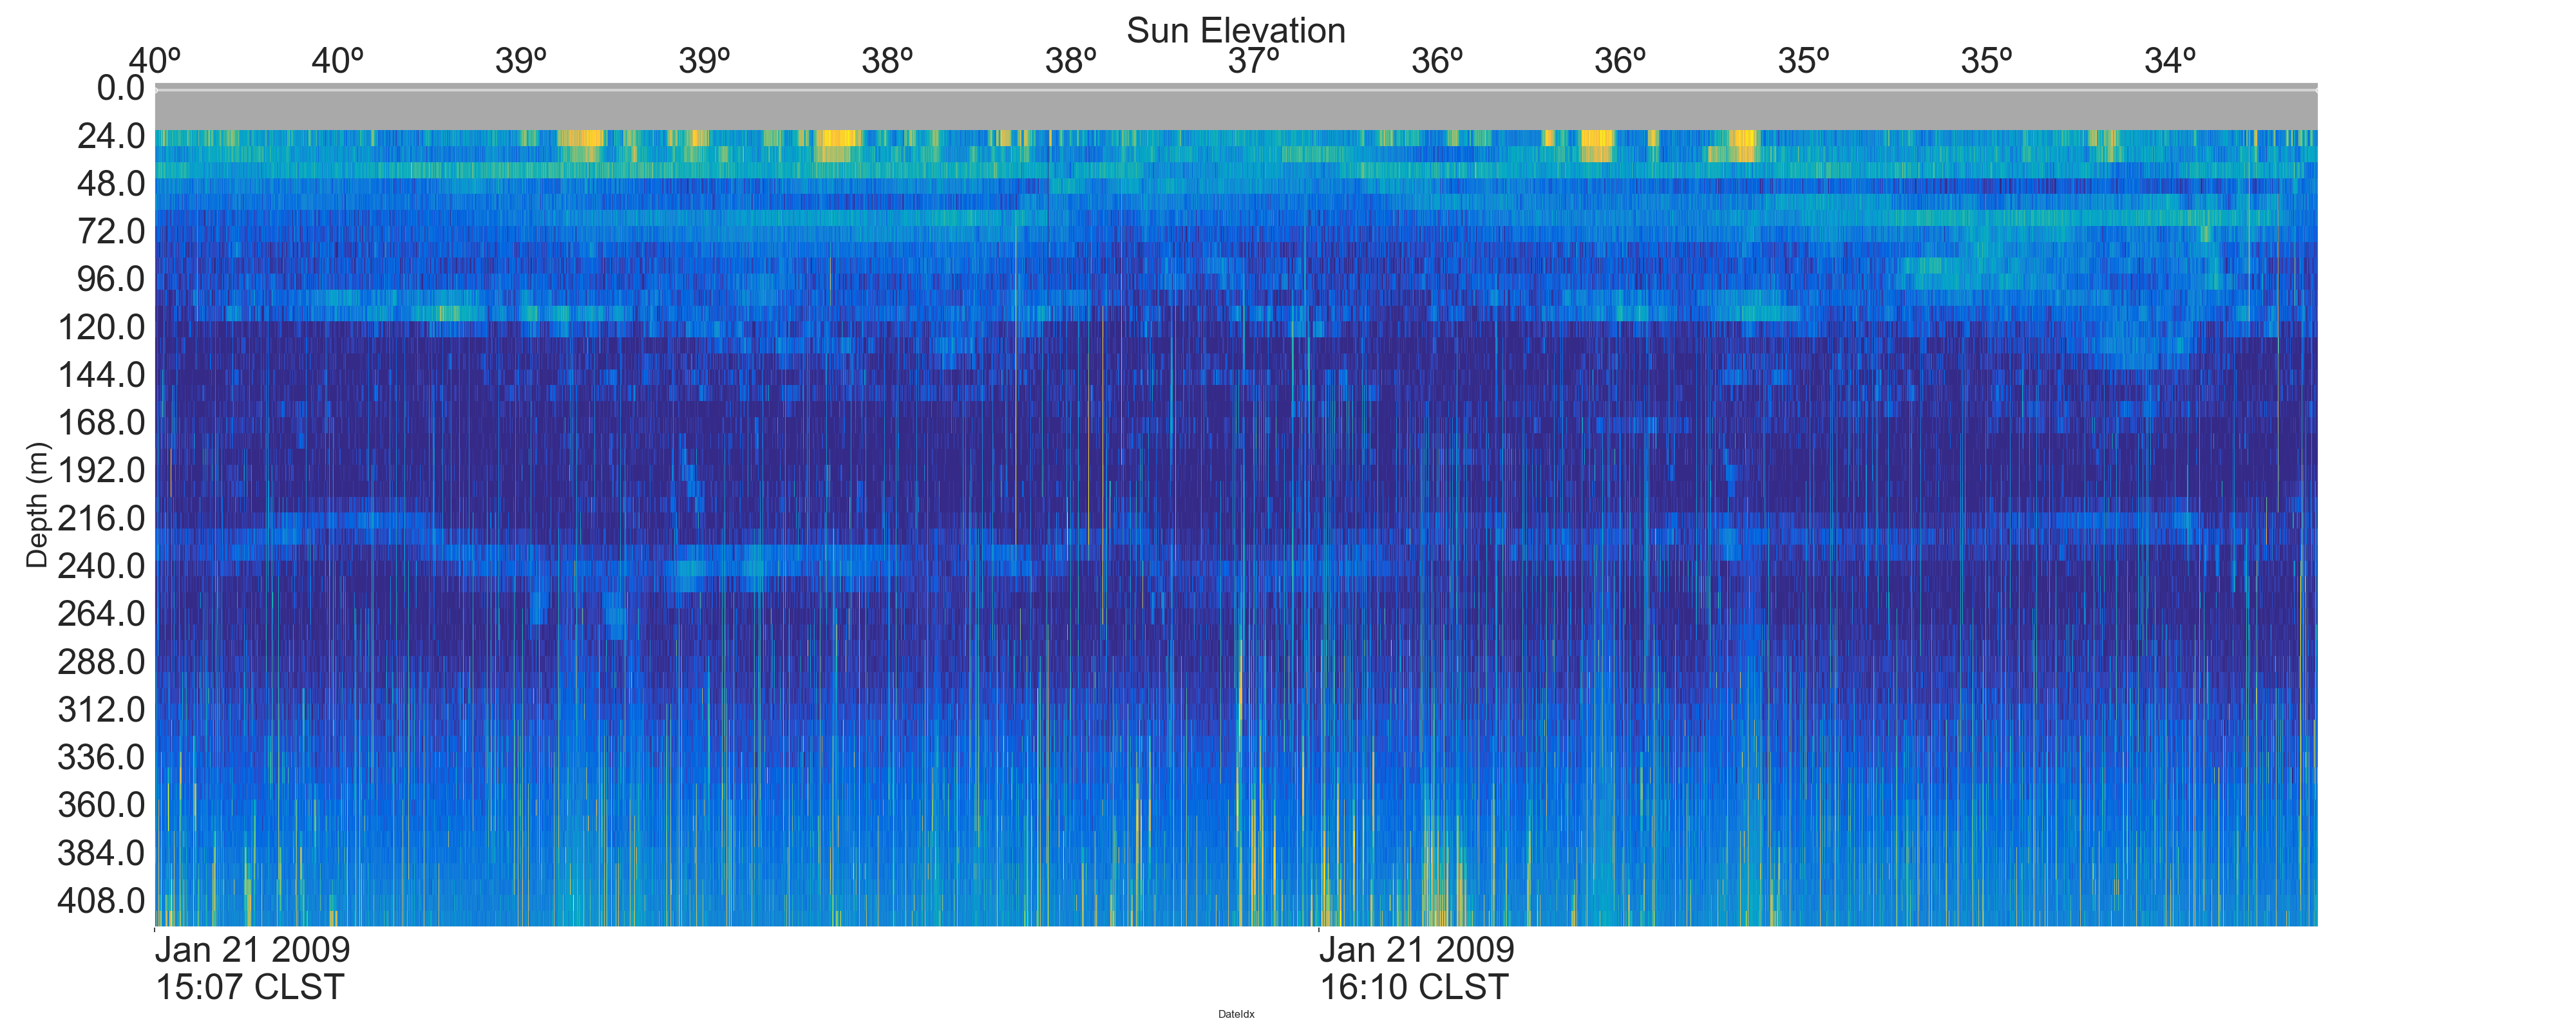 Sun Elevation
40º 40º 39º 39º 38º 38º 37º 36º 36º 35º 35º 34º
0.0
24.0
48.0
72.0
96.0
120.0
144.0
168.0
192.0
216.0
240.0
264.0
288.0
312.0
336.0
360.0
384.0
408.0
Depth (m)
Jan 21 2009
15:07 CLST
Jan 21 2009
16:10 CLST
DateIdx